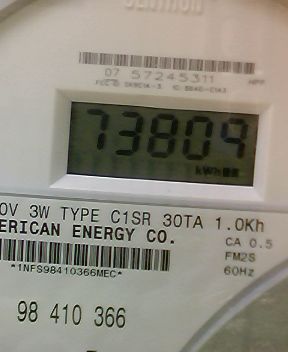 CENTRON
07 57245311
73809
kWh
0V 3W TYPE C1SR 30TA 1.0Kh
ERICAN ENERGY CO.
CA 0.5
FM2S
60Hz
*1NFS98410366MEC*
98 410 366